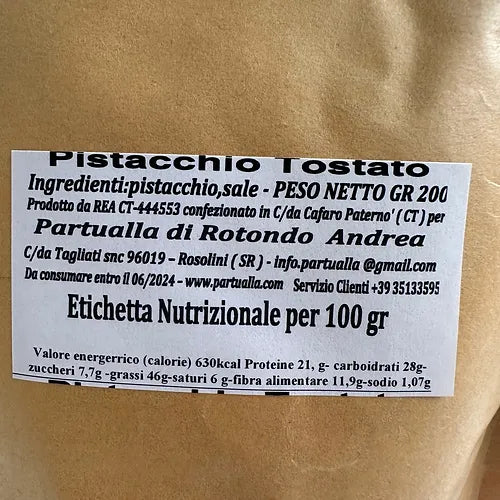 Pistacchio Tostato
Ingredienti:pistacchio,sale - PESO NETTO GR 200
Prodotto da REA CT-444553 confezionato in C/da Cafaro Paterno' ( CT ) per
Partualla di Rotondo Andrea
C/da Tagliati snc 96019 - Rosolini ( SR ) - info.partualla @gmail.com
Da consumare entro il 06/2024 - www.partualla.com Servizio Clienti +39 35133595
Etichetta Nutrizionale per 100 gr
Valore energerrico (calorie) 630kcal Proteine 21, g- carboidrati 28g-
zuccheri 7,7g -grassi 46g-saturi 6 g-fibra alimentare 11,9g-sodio 1,07g